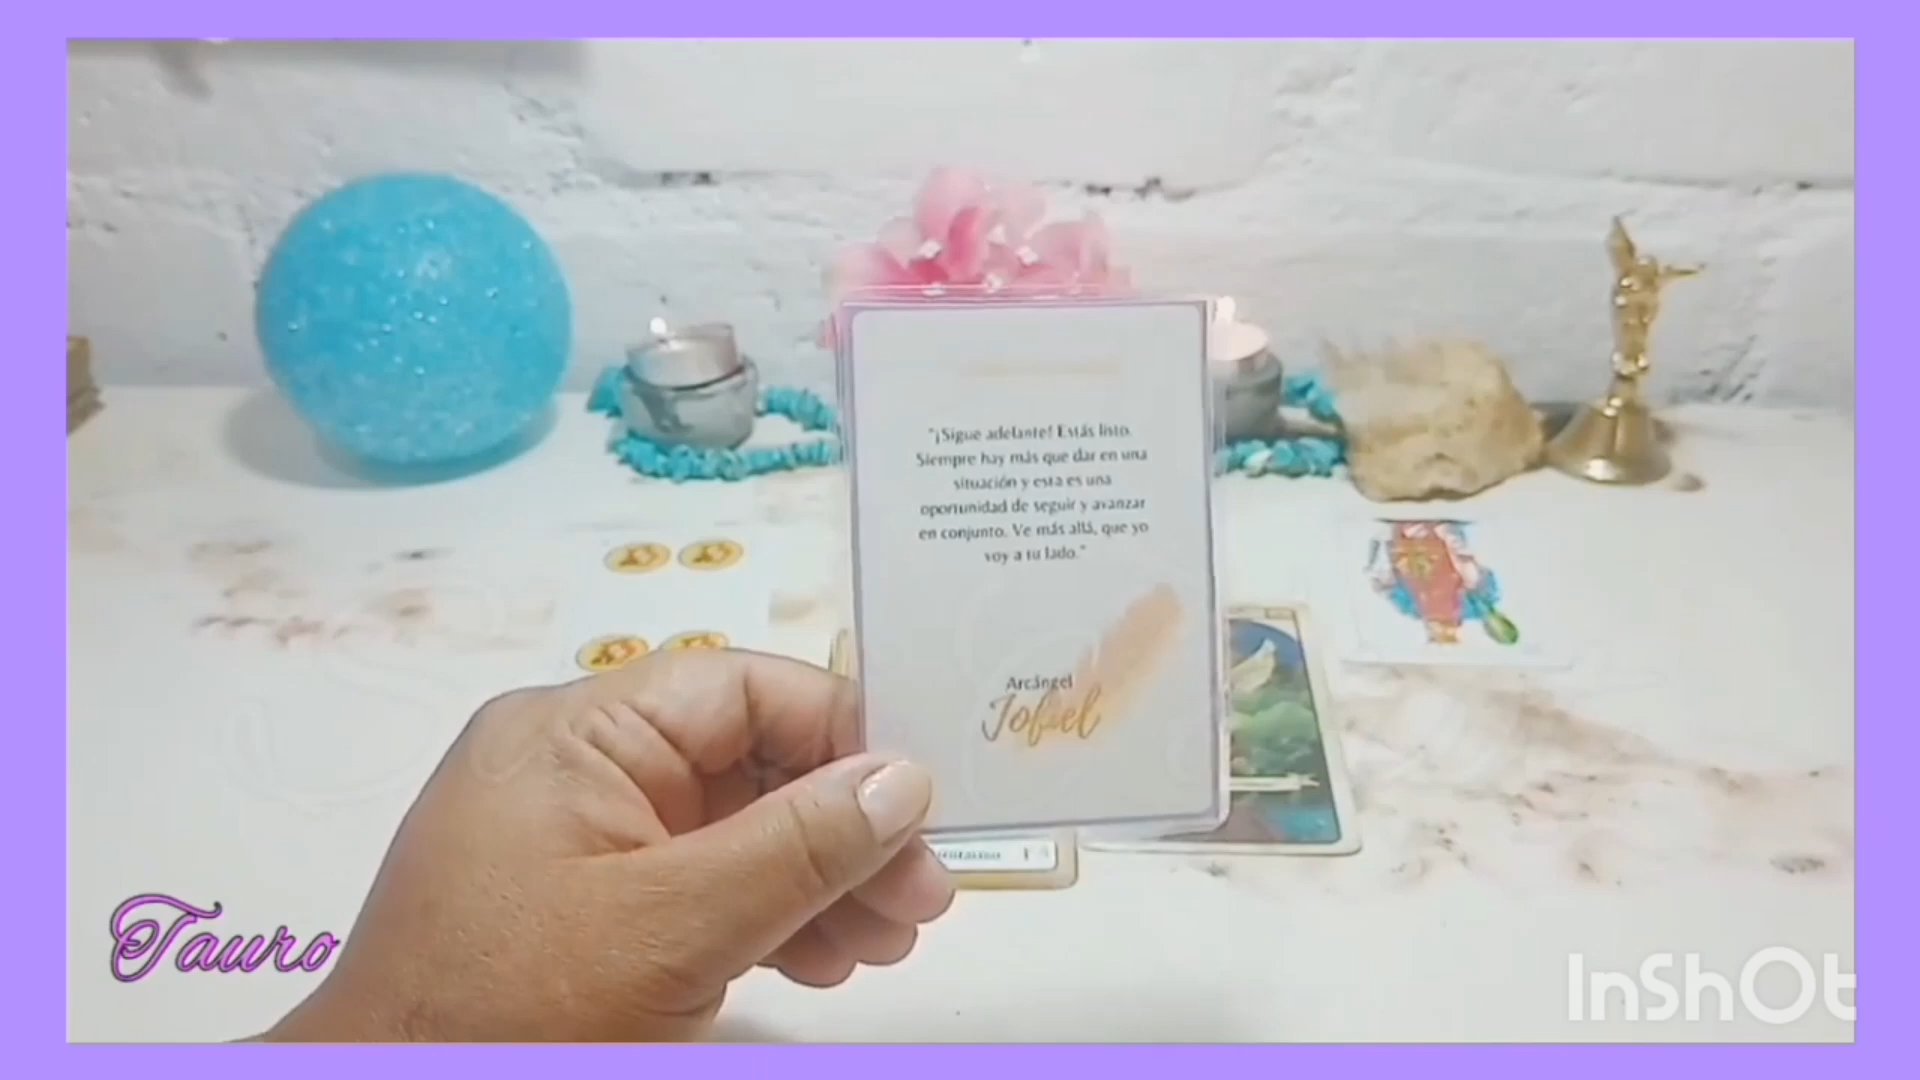 "¡Sigue adelante! Estás listo.
Siempre hay más que dar en una
situación y esta es una
oportunidad de seguir y avanzar
en conjunto. Ve más allá, que yo
voy a tu lado."
Arcángel
Jofiel
Tauro
InShOt